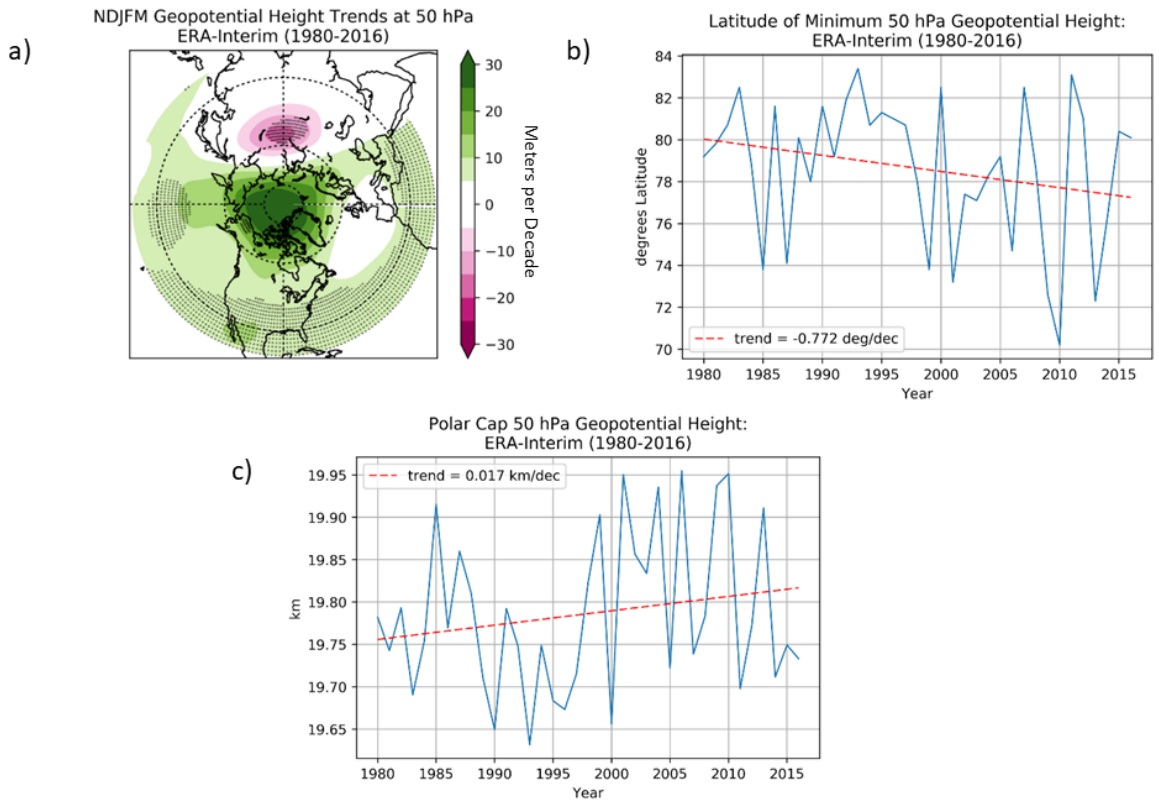 a)
NDJFM Geopotential Height Trends at 50 hPa
ERA-Interim (1980-2016)
30
20
10
0
−10
−20
−30
Meters per Decade
b)
Latitude of Minimum 50 hPa Geopotential Height:
ERA-Interim (1980-2016)
84
82
80
78
76
74
72
70
degrees Latitude
trend = -0.772 deg/dec
1980
1985
1990
1995
2000
2005
2010
2015
Year
c)
Polar Cap 50 hPa Geopotential Height:
ERA-Interim (1980-2016)
trend = 0.017 km/dec
19.95
19.90
19.85
19.80
19.75
19.70
19.65
km
1980
1985
1990
1995
2000
2005
2010
2015
Year